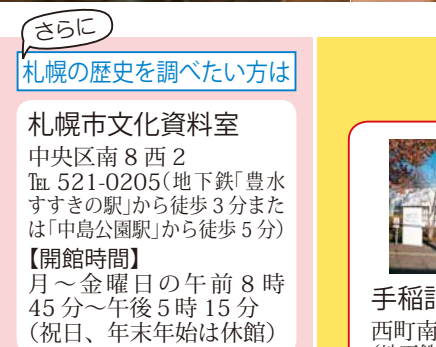 さらに
札幌の歴史を調べたい方は
札幌市文化資料室
中央区南8西2
℡ 521-0205(地下鉄「豊水
すすきの駅」から徒歩3分また
は「中島公園駅」から徒歩5分)
【開館時間】
月～金曜日の午前8時
45分～午後5時15分
(祝日、年末年始は休館)
手稲
西町南